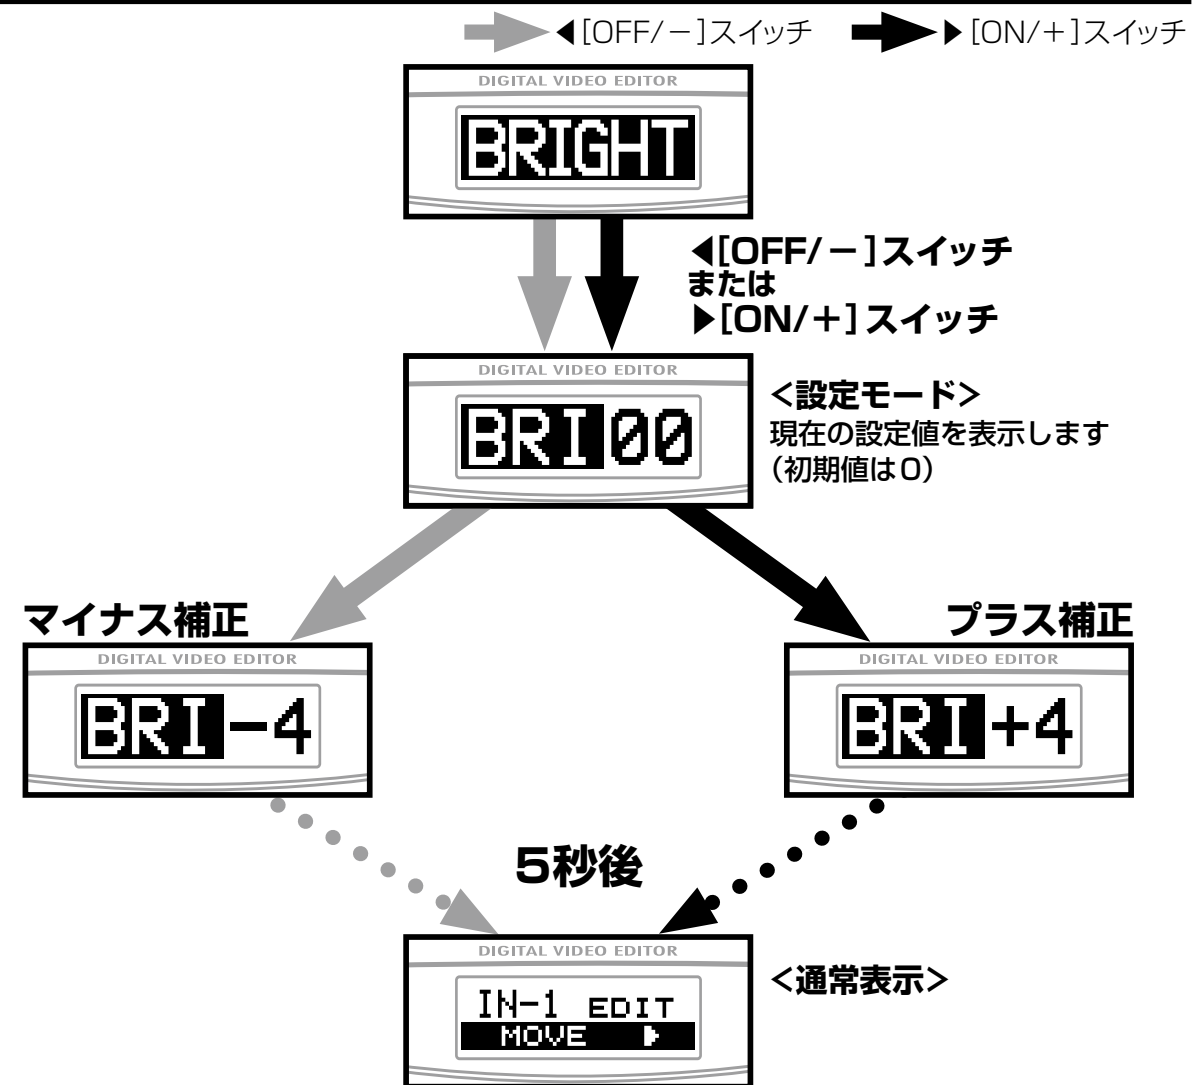 ◀[OFF/－]スイッチ ▶[ON/＋]スイッチ
DIGITAL VIDEO EDITOR
BRIGHT
◀[OFF/－]スイッチ
または
▶[ON/＋]スイッチ
DIGITAL VIDEO EDITOR
BRI00
<設定モード>
現在の設定値を表示します
（初期値は0）
マイナス補正
DIGITAL VIDEO EDITOR
BRI-4
プラス補正
DIGITAL VIDEO EDITOR
BRI+4
5秒後
DIGITAL VIDEO EDITOR
IN-1 EDIT
MOVE ▶
<通常表示>